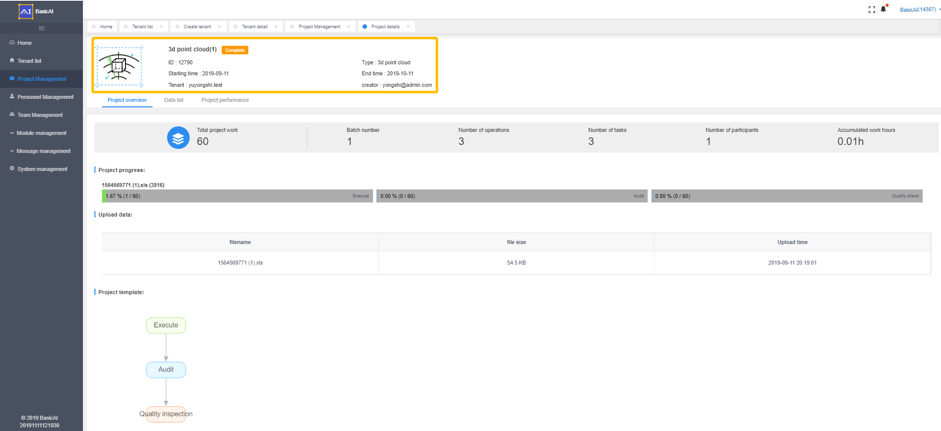 AI BasicAI
BasicAI(14307)
Home
Tenant list
Project Management
Personnel Management
Team Management
Module management
Message management
System management
© 2019 BasicAI
20191111121939
Home
Tenant list ×
Create tenant ×
Tenant detail ×
Project Management ×
Project details ×
3d point cloud(1) Complete
ID : 12790
Type : 3d point cloud
Starting time : 2019-09-11
End time : 2019-10-11
Tenant : yuyongshi.test
creator : yongshi@admin.com
Project overview
Data list
Project performance
Total project work
60
Batch number
1
Number of operations
3
Number of tasks
3
Number of participants
1
Accumulated work hours
0.01h
Project progress:
1564569771 (1).xls (3816)
1.67 % (1 / 60) Execute
0.00 % (0 / 60) Audit
0.00 % (0 / 60) Quality check
Upload data:
filename file size Upload time
1564569771 (1).xls 54.5 KB 2019-09-11 20:19:01
Project template:
Execute
Audit
Quality inspection